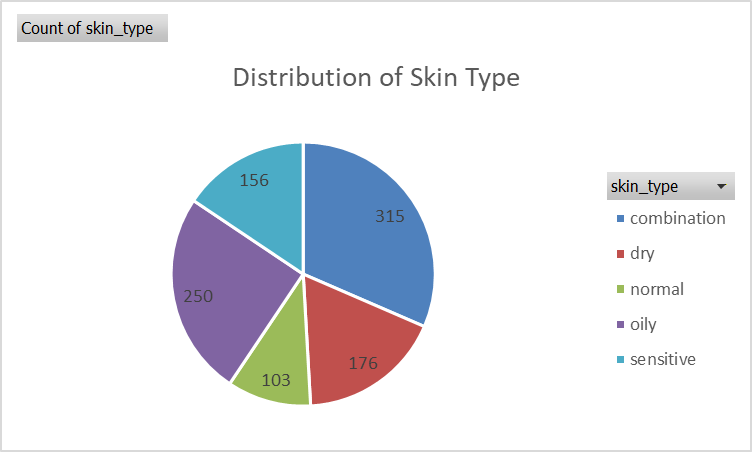 Count of skin_type
Distribution of Skin Type
156
315
250
103
176
skin_type
combination
dry
normal
oily
sensitive